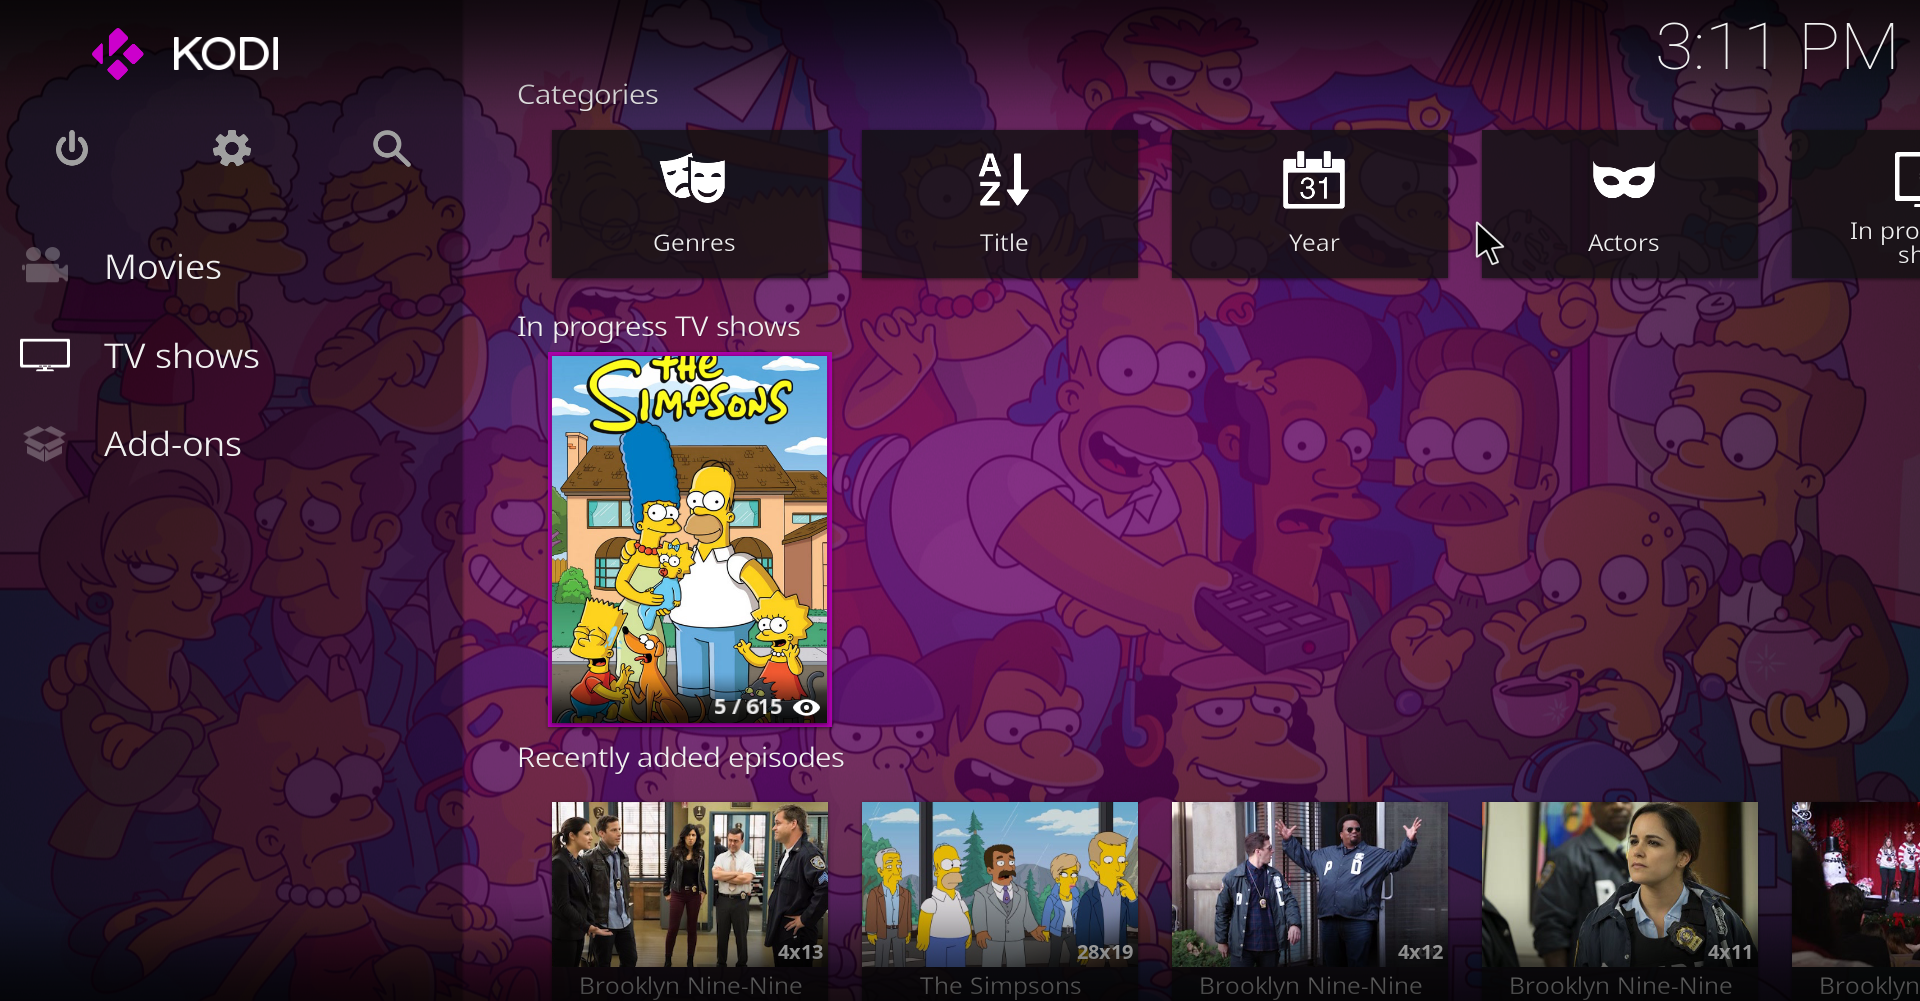 KODI
3:11 PM
Categories
A
Z
31
Genres
Title
Year
Actors
In pro
sh
Movies
TV shows
Add-ons
In progress TV shows
THE
SIMPSONS
5 / 615
Recently added episodes
4x13
28x19
4x12
4x11
Brooklyn Nine-Nine
The Simpsons
Brooklyn Nine-Nine
Brooklyn Nine-Nine
Brooklyn